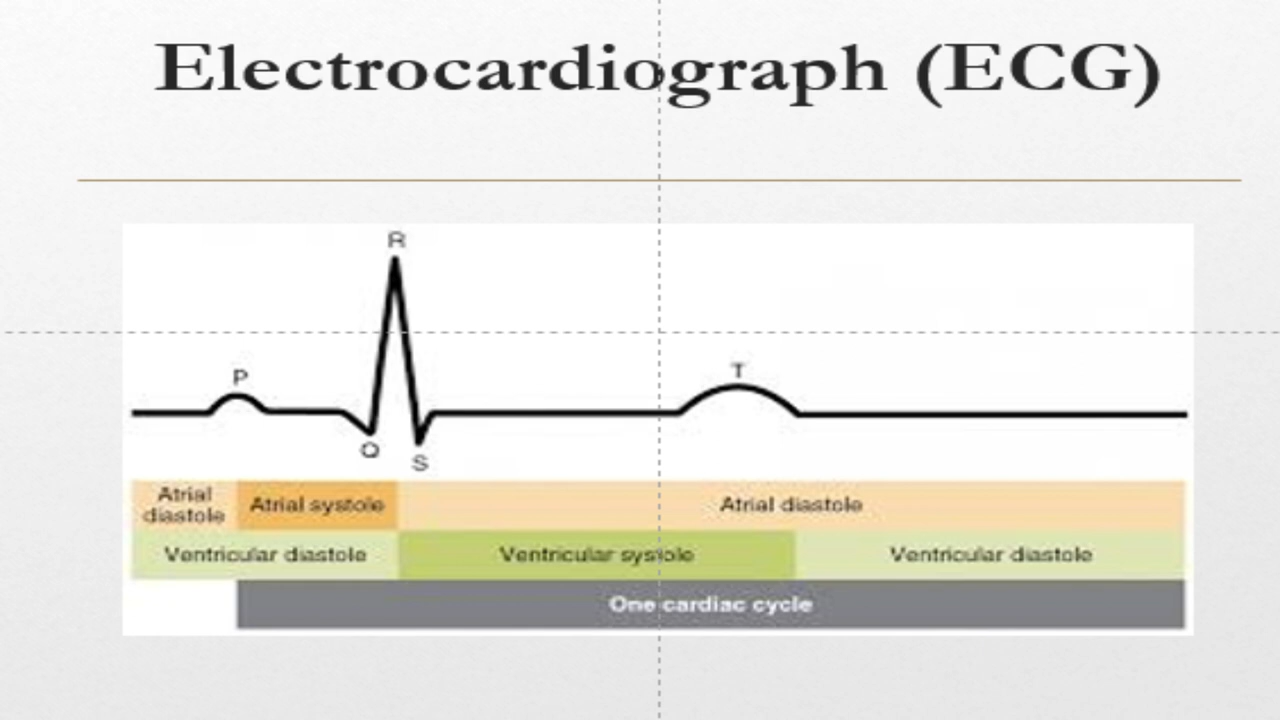 Electrocardiograph (ECG)
R
P
T
Q
S
Atrial
diastole
Atrial systole
Atrial diastole
Ventricular diastole
Ventricular systole
Ventricular diastole
One cardiac cycle